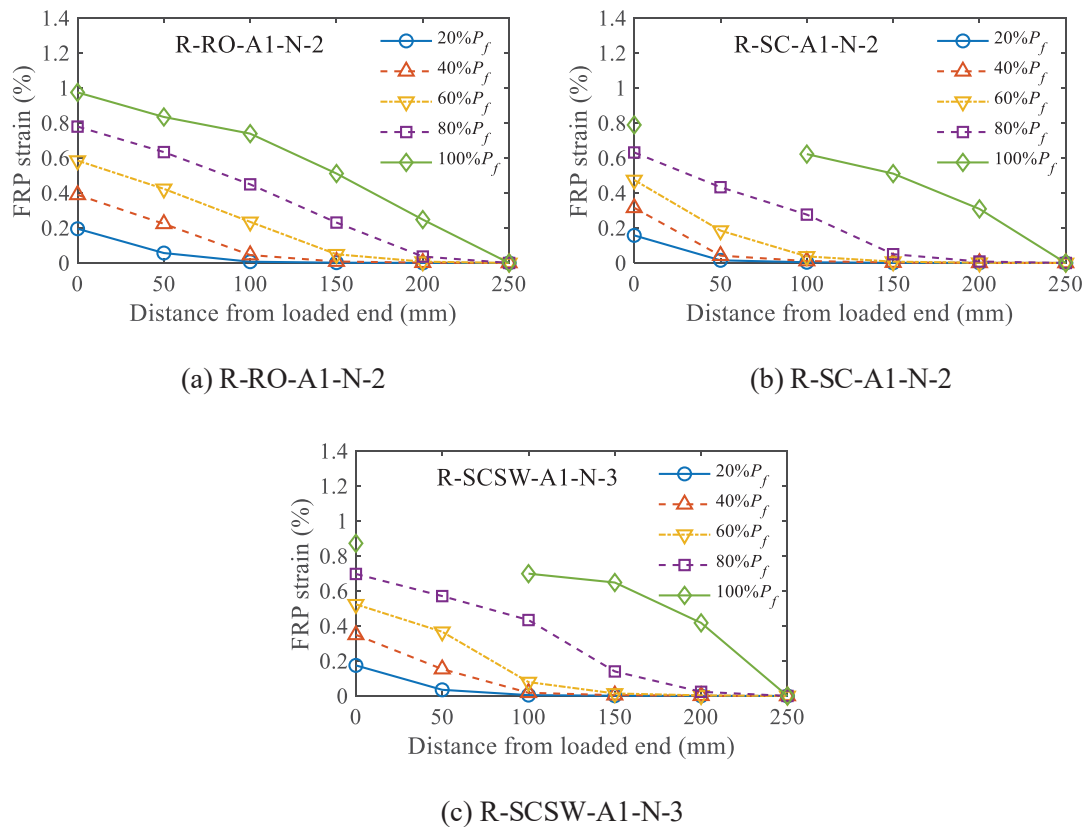 R-RO-A1-N-2
FRP strain (%)
1.4
1.2
1
0.8
0.6
0.4
0.2
0
0 50 100 150 200 250
Distance from loaded end (mm)
20%P_f
40%P_f
60%P_f
80%P_f
100%P_f
(a) R-RO-A1-N-2
R-SC-A1-N-2
FRP strain (%)
1.4
1.2
1
0.8
0.6
0.4
0.2
0
0 50 100 150 200 250
Distance from loaded end (mm)
20%P_f
40%P_f
60%P_f
80%P_f
100%P_f
(b) R-SC-A1-N-2
R-SCSW-A1-N-3
FRP strain (%)
1.4
1.2
1
0.8
0.6
0.4
0.2
0
0 50 100 150 200 250
Distance from loaded end (mm)
20%P_f
40%P_f
60%P_f
80%P_f
100%P_f
(c) R-SCSW-A1-N-3